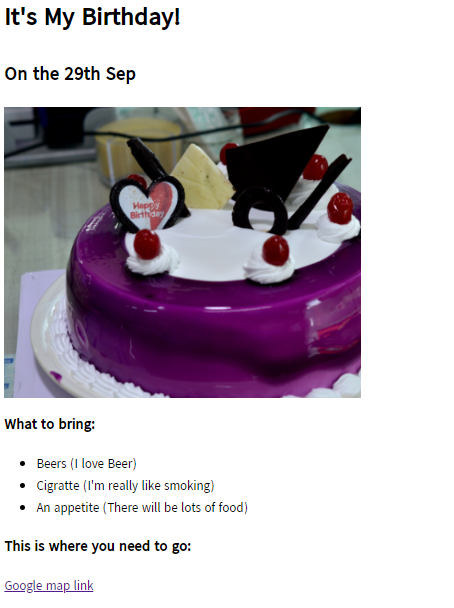 It's My Birthday!
On the 29th Sep
Happy
Birthday
What to bring:
Beers (I love Beer)
Cigratte (I'm really like smoking)
An appetite (There will be lots of food)
This is where you need to go:
Google map link